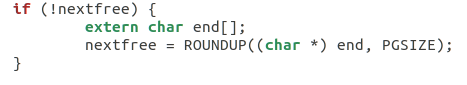 if (!nextfree) {
        extern char end[];
        nextfree = ROUNDUP((char *) end, PGSIZE);
}